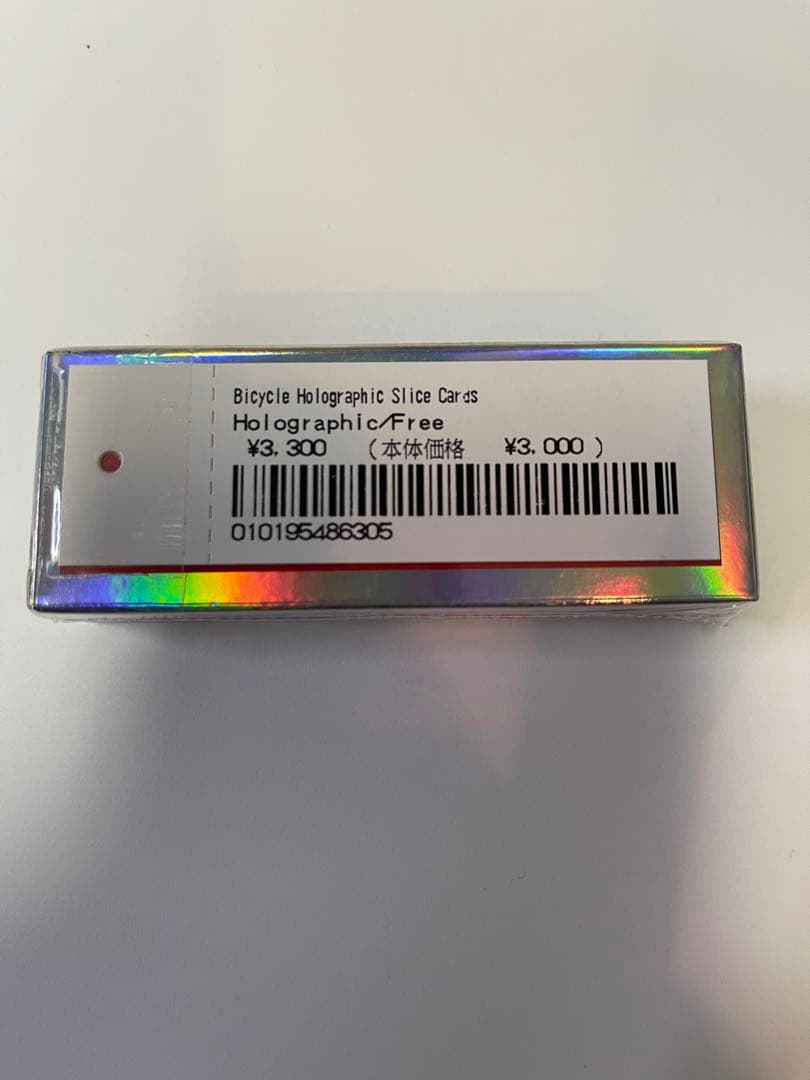 Bicycle Holographic Slice Cards
Holographic/Free
¥3,300 (本体価格 ¥3,000)
010195486305